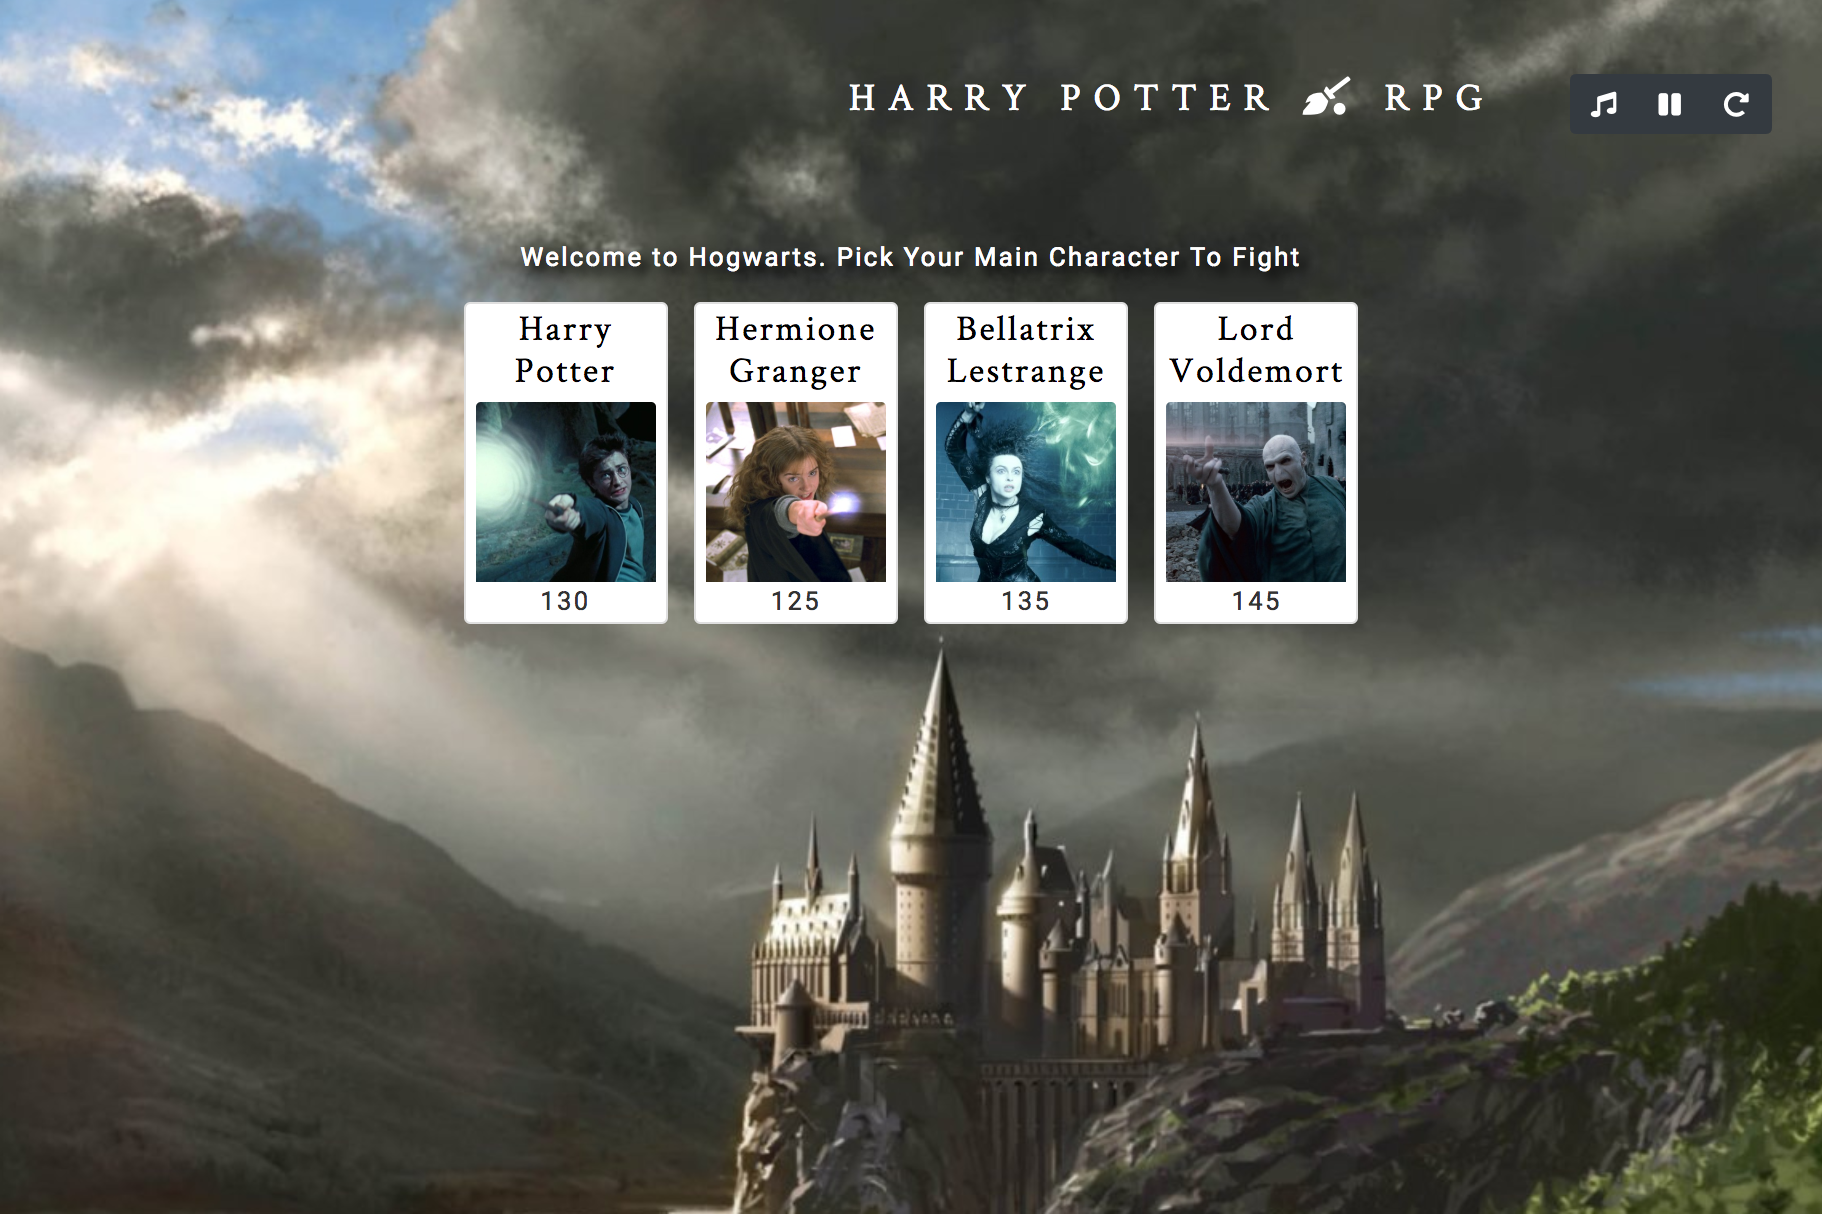 HARRY POTTER RPG
Welcome to Hogwarts. Pick Your Main Character To Fight
Harry
Potter
130
Hermione
Granger
125
Bellatrix
Lestrange
135
Lord
Voldemort
145